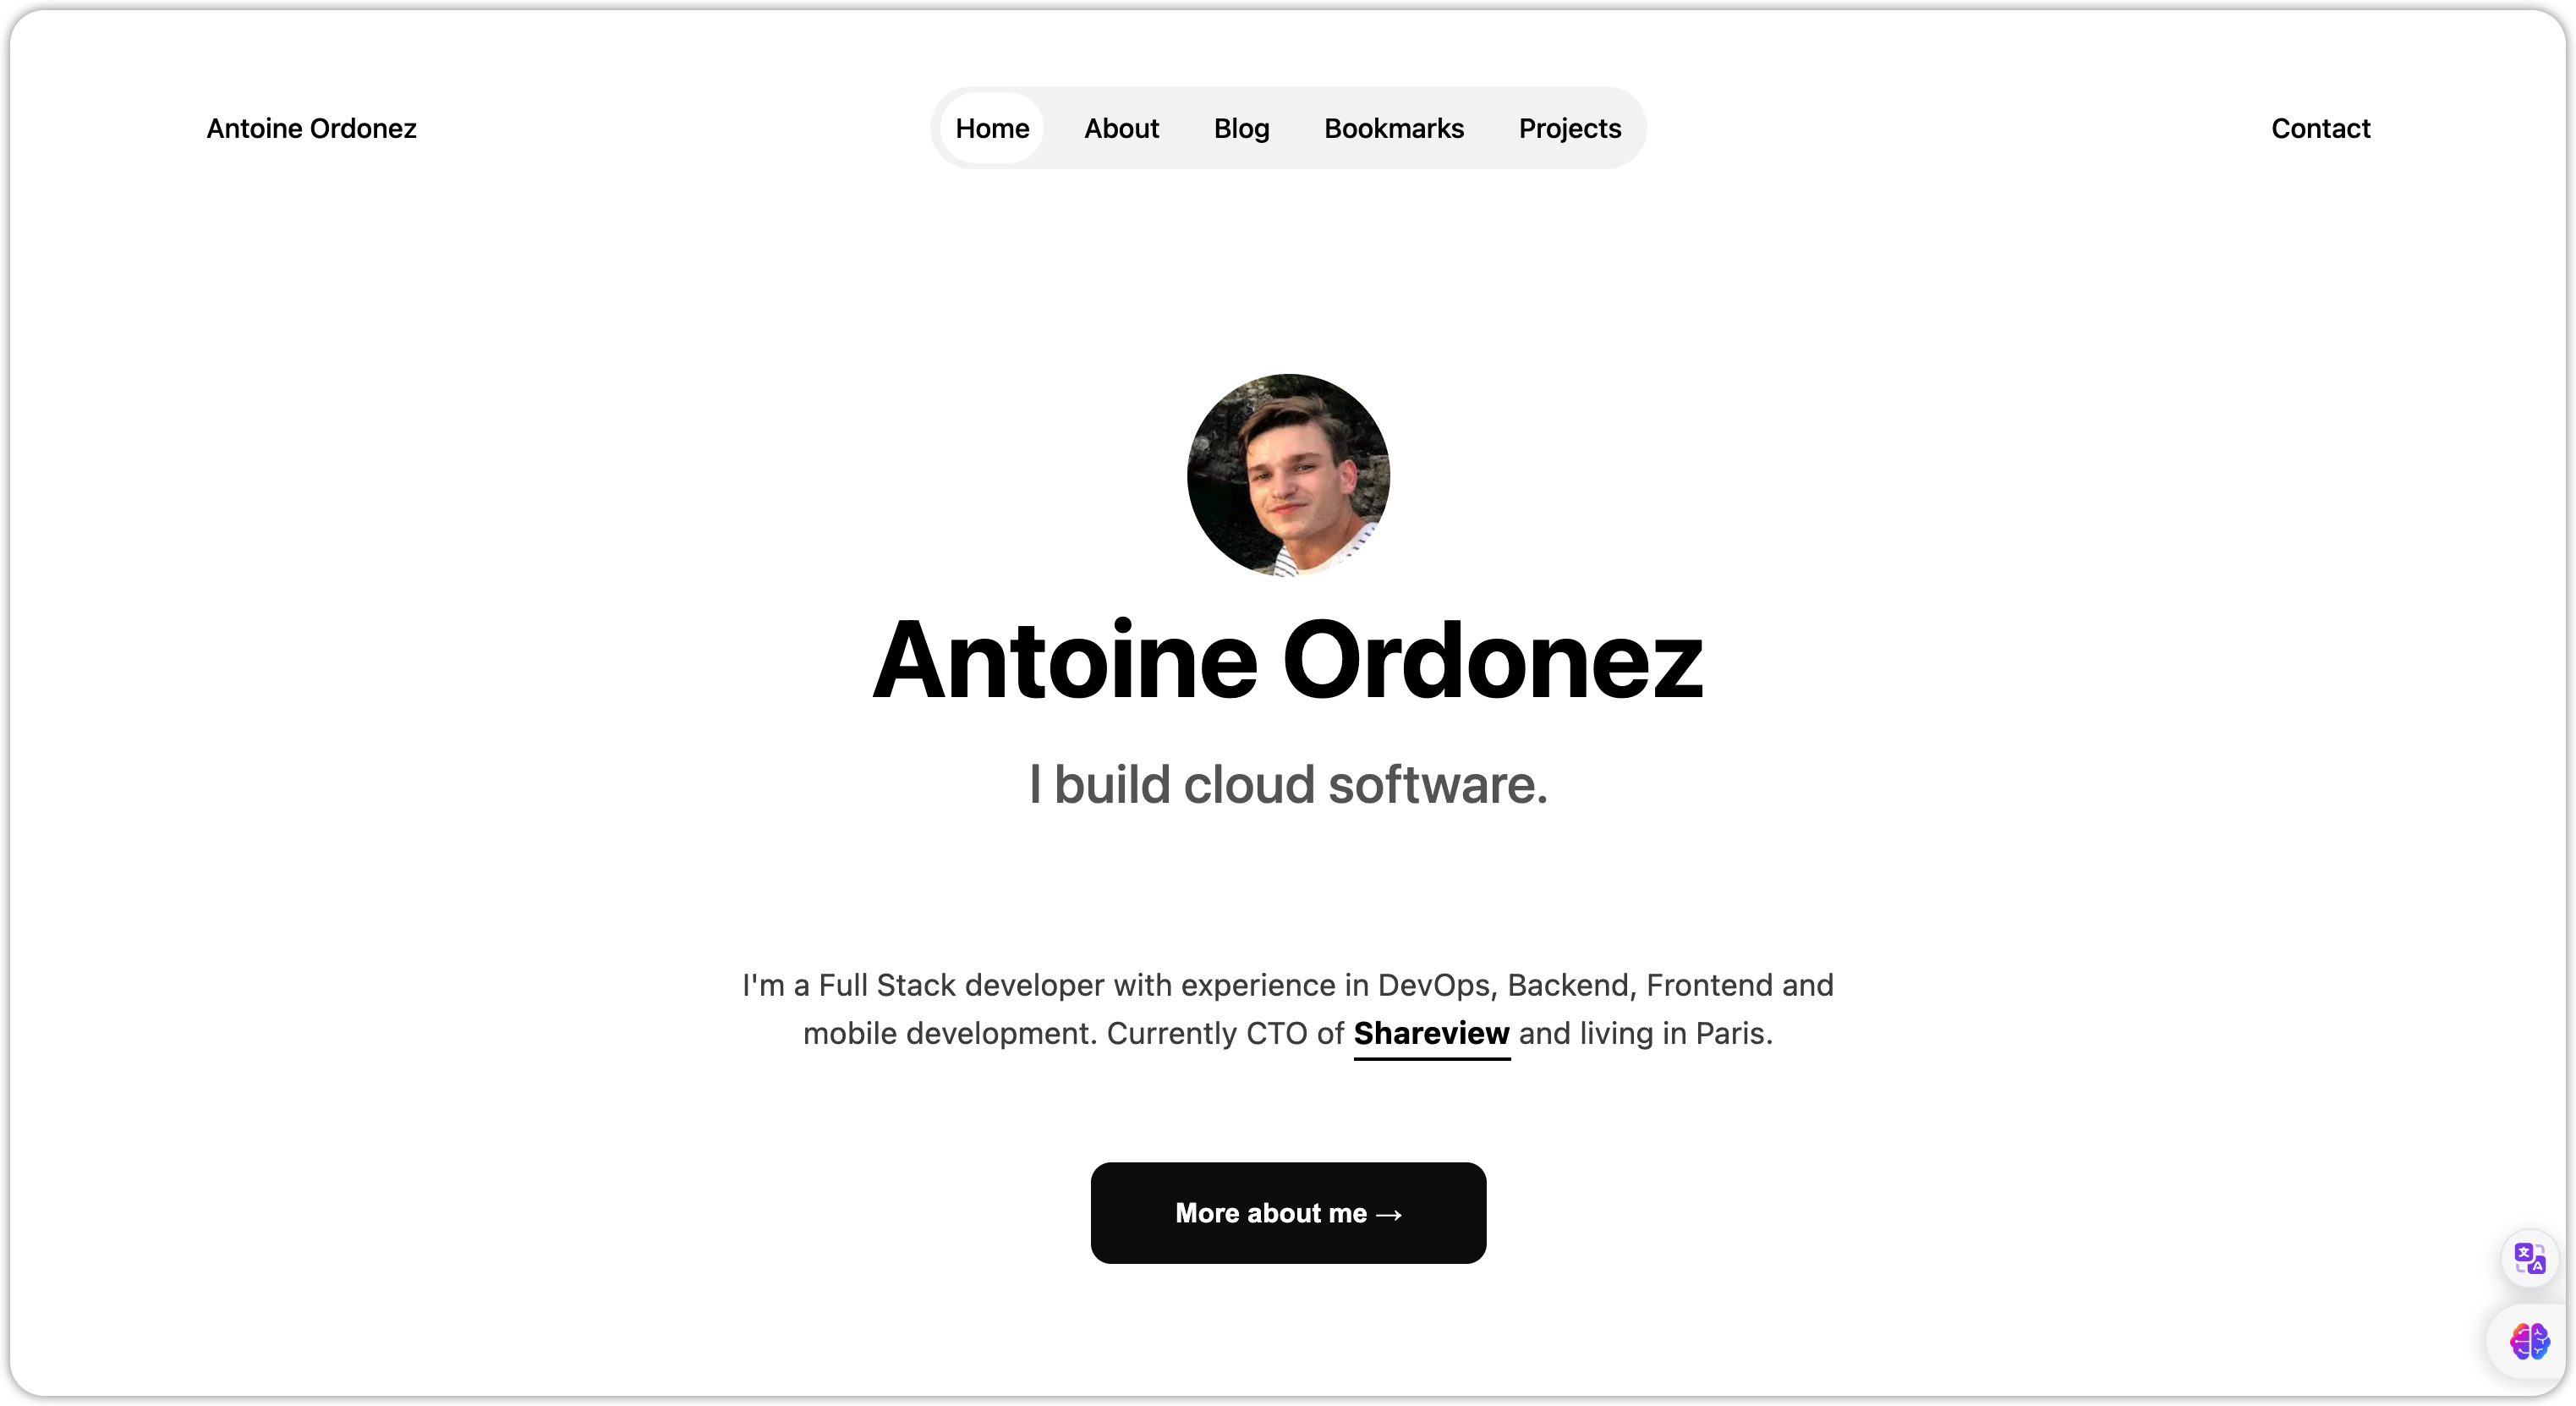 Antoine Ordonez
Home
About
Blog
Bookmarks
Projects
Contact
Antoine Ordonez
I build cloud software.
I'm a Full Stack developer with experience in DevOps, Backend, Frontend and
mobile development. Currently CTO of Shareview and living in Paris.
More about me →
文
A